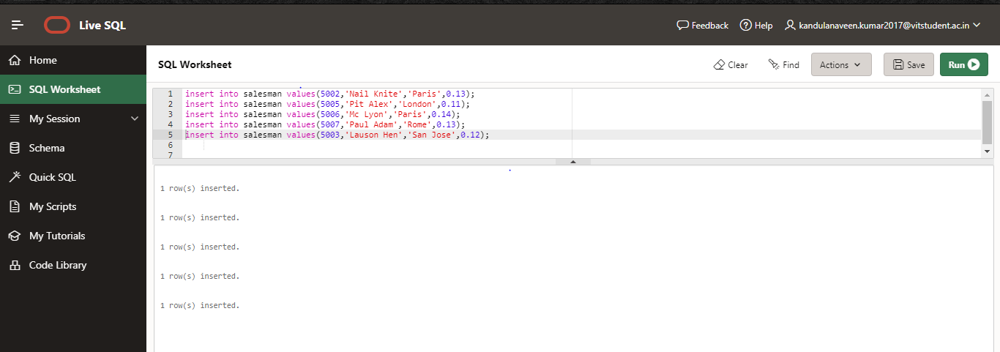 Live SQL
Feedback
Help
kandulanaveen.kumar2017@vitstudent.ac.in
Home
SQL Worksheet
My Session
Schema
Quick SQL
My Scripts
My Tutorials
Code Library
SQL Worksheet
Clear
Find
Actions
Save
Run
1 insert into salesman values(5002,'Nail Knite','Paris',0.13);
2 insert into salesman values(5005,'Pit Alex','London',0.11);
3 insert into salesman values(5006,'Mc Lyon','Paris',0.14);
4 insert into salesman values(5007,'Paul Adam','Rome',0.13);
5 insert into salesman values(5003,'Lauson Hen','San Jose',0.12);
6
7
1 row(s) inserted.
1 row(s) inserted.
1 row(s) inserted.
1 row(s) inserted.
1 row(s) inserted.